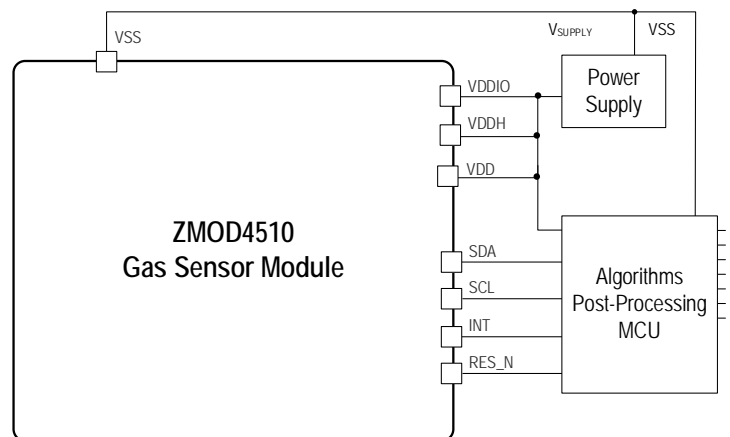 VSS
VSUPPLY
VSS
VDDIO
Power
Supply
VDDH
VDD
ZMOD4510
Gas Sensor Module
SDA
SCL
INT
RES_N
Algorithms
Post-Processing
MCU